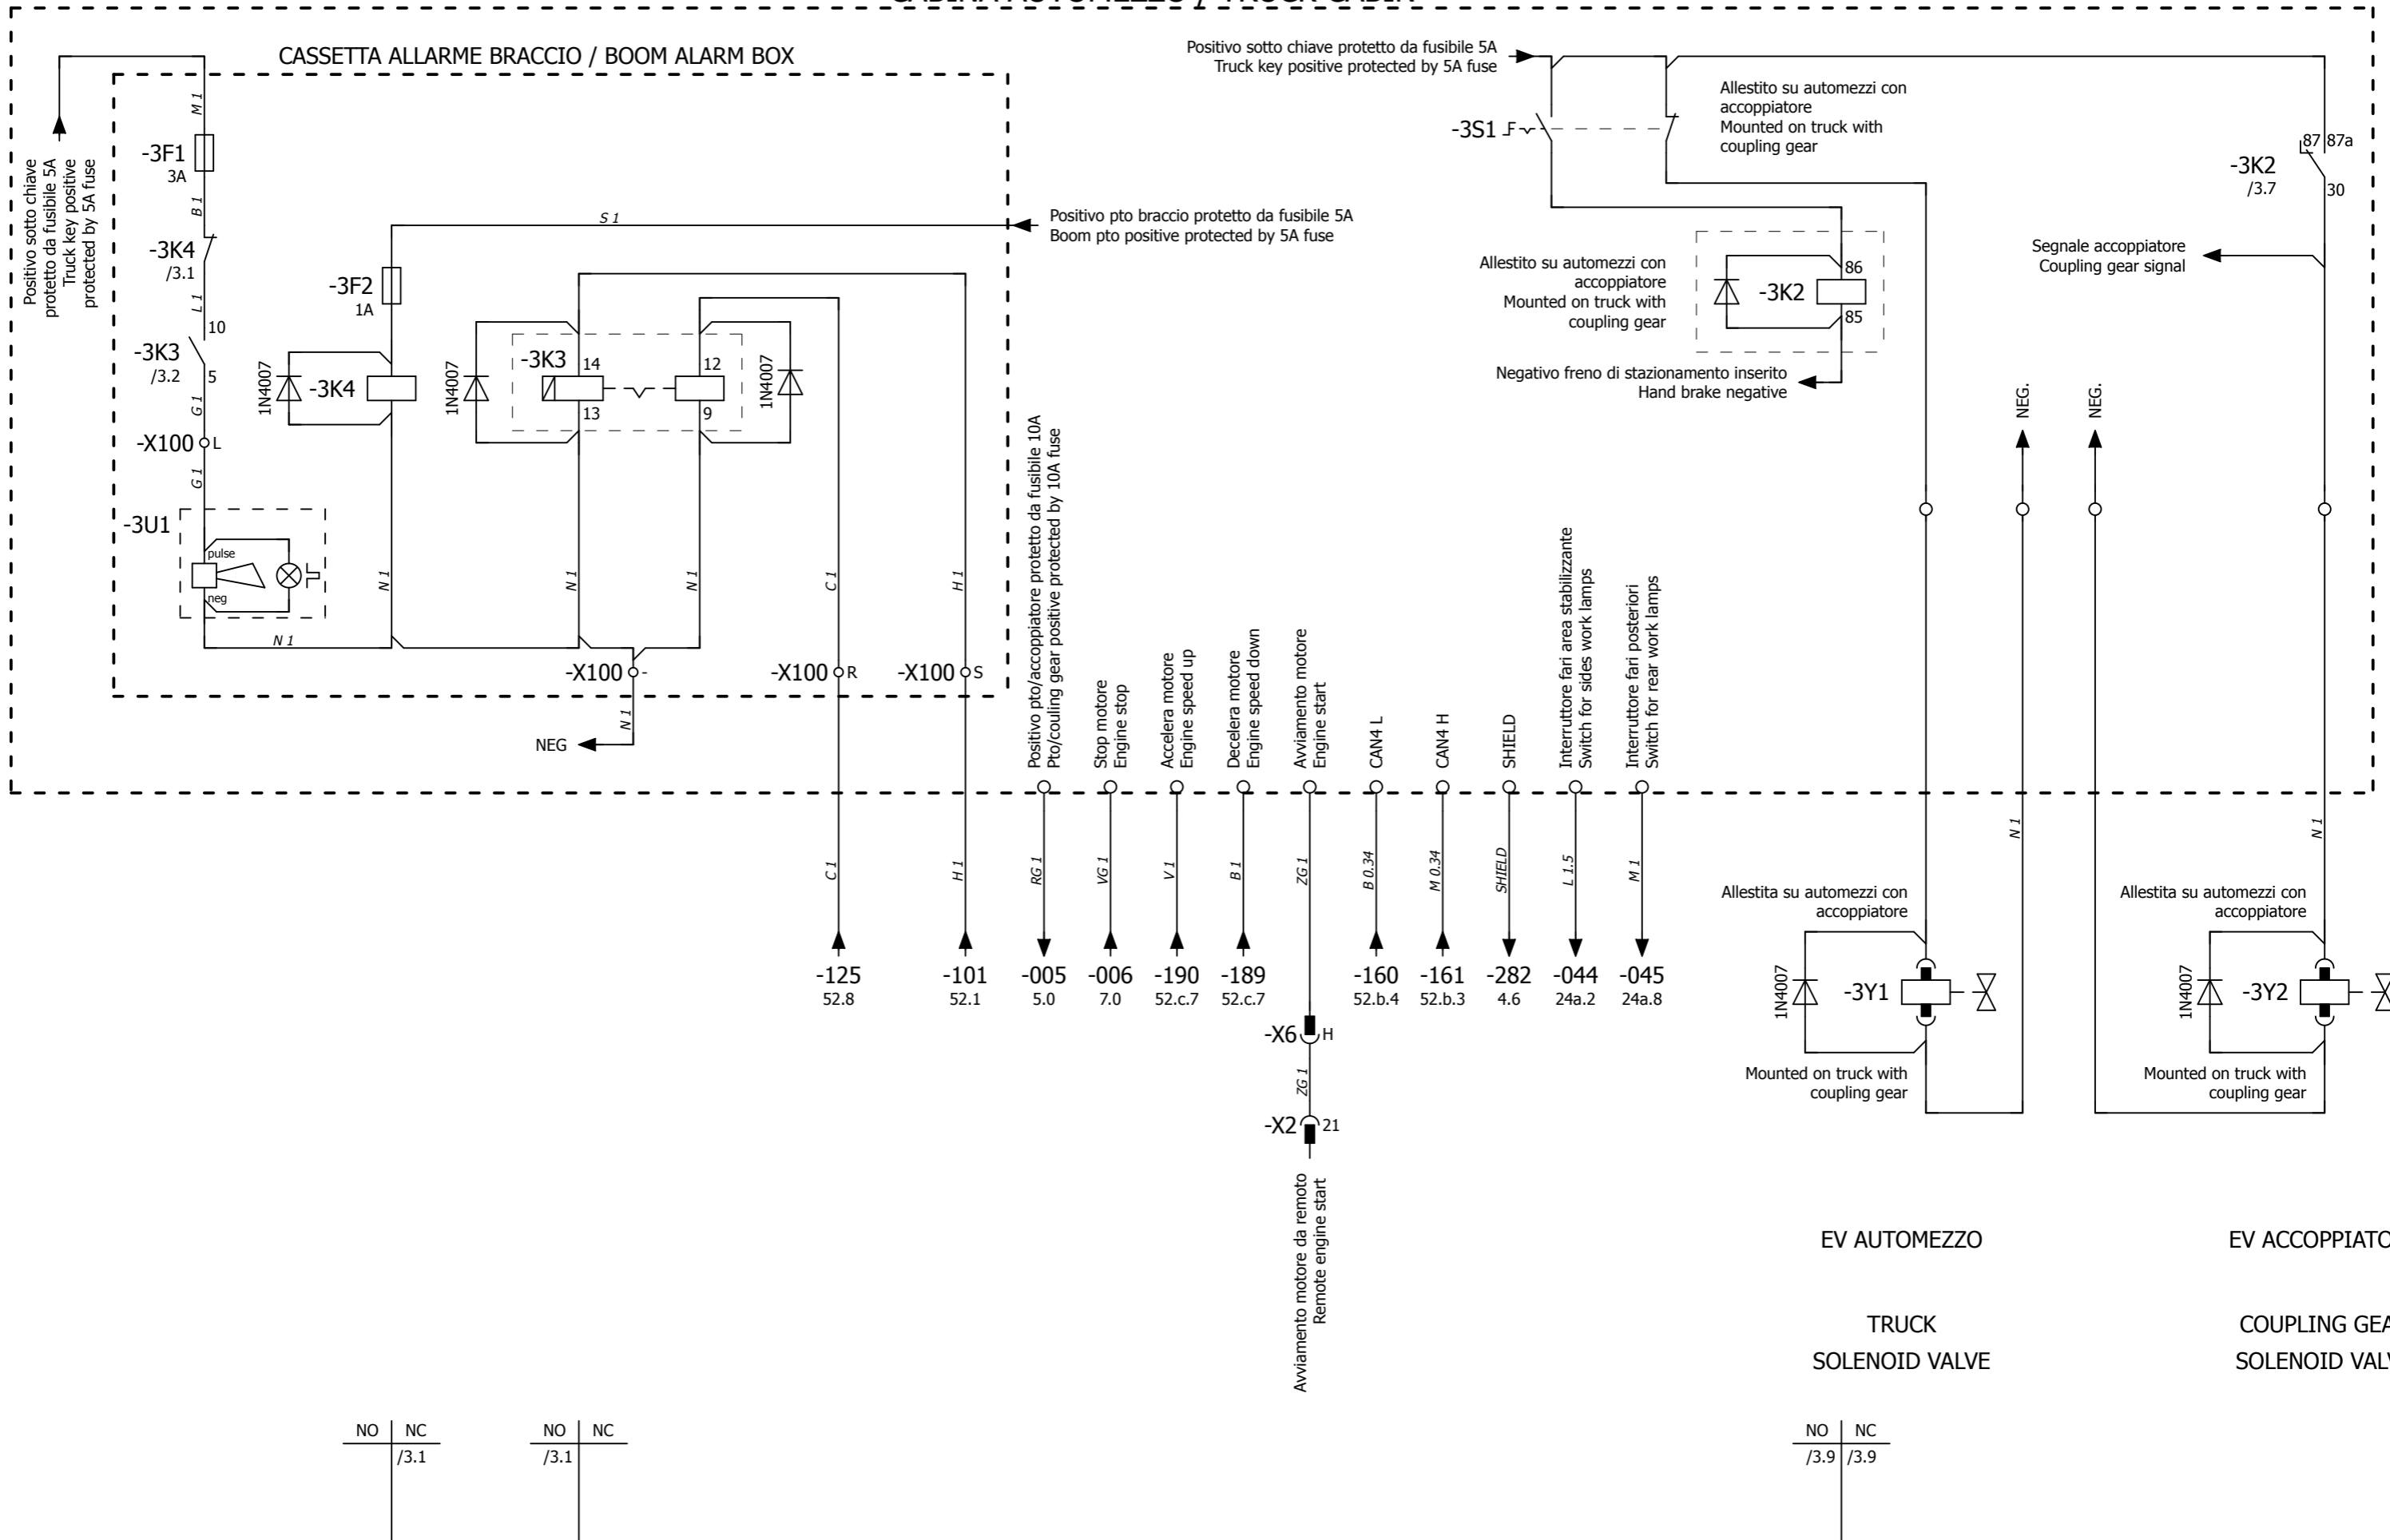 CABINA AUTOMEZZO / TRUCK CABIN
CASSETTA ALLARME BRACCIO / BOOM ALARM BOX
Positivo sotto chiave
protetto da fusibile 5A
Truck key positive
protected by 5A fuse
M 1
-3F1
3A
B 1
-3K4
/3.1
L 1
10
-3K3
/3.2
5
G 1
-X100
L
G 1
-3U1
pulse
neg
N 1
S 1
Positivo pto braccio protetto da fusibile 5A
Boom pto positive protected by 5A fuse
-3F2
1A
1N4007
-3K4
N 1
1N4007
-3K3
14
13
12
9
1N4007
N 1
N 1
C 1
H 1
-X100
-
-X100
R
-X100
S
N 1
NEG
Positivo sotto chiave protetto da fusibile 5A
Truck key positive protected by 5A fuse
-3S1
Allestito su automezzi con
accoppiatore
Mounted on truck with
coupling gear
87
87a
-3K2
/3.7
30
Segnale accoppiatore
Coupling gear signal
Allestito su automezzi con
accoppiatore
Mounted on truck with
coupling gear
-3K2
86
85
Negativo freno di stazionamento inserito
Hand brake negative
NEG.
NEG.
Positivo pto/accoppiatore protetto da fusibile 10A
Pto/couling gear positive protected by 10A fuse
Stop motore
Engine stop
Accelera motore
Engine speed up
Decelera motore
Engine speed down
Avviamento motore
Engine start
CAN4 L
CAN4 H
SHIELD
Interruttore fari area stabilizzante
Switch for sides work lamps
Interruttore fari posteriori
Switch for rear work lamps
C 1
H 1
RG 1
VG 1
V 1
B 1
ZG 1
B 0.34
M 0.34
SHIELD
L 1.5
M 1
N 1
N 1
-125
52.8
-101
52.1
-005
5.0
-006
7.0
-190
52.c.7
-189
52.c.7
-160
52.b.4
-161
52.b.3
-282
4.6
-044
24a.2
-045
24a.8
-X6
H
ZG 1
-X2
21
Avviamento motore da remoto
Remote engine start
Allestita su automezzi con
accoppiatore
1N4007
-3Y1
Mounted on truck with
coupling gear
Allestita su automezzi con
accoppiatore
1N4007
-3Y2
Mounted on truck with
coupling gear
EV AUTOMEZZO
TRUCK
SOLENOID VALVE
EV ACCOPPIATO
COUPLING GEA
SOLENOID VAL
NO NC
/3.1
NO NC
/3.1
NO NC
/3.9 /3.9